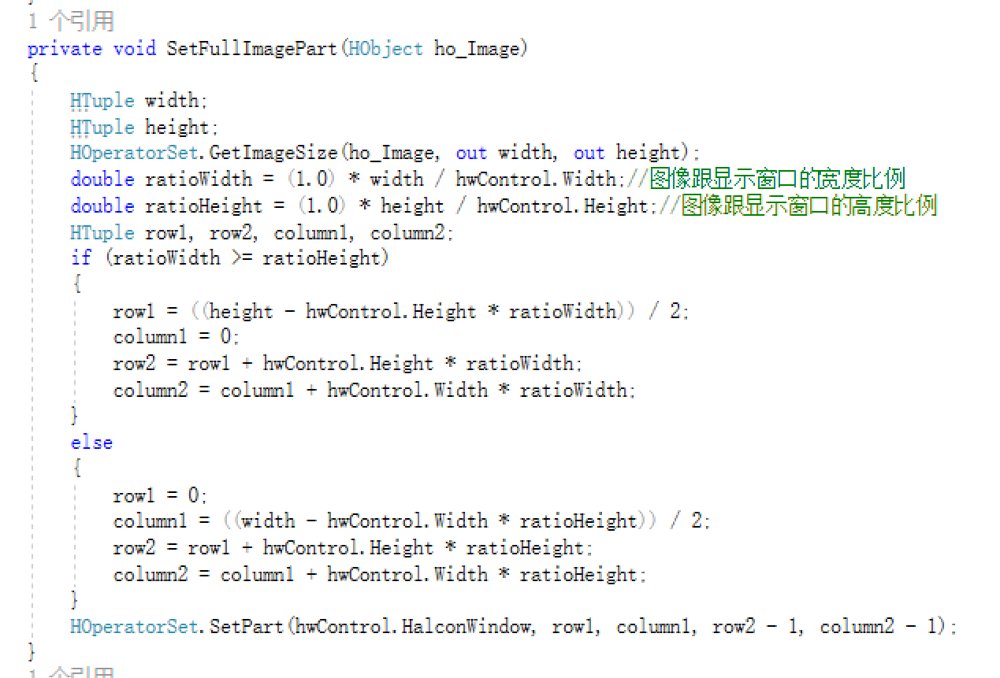 }
1 个引用
private void SetFullImagePart(HObject ho_Image)
{
HTuple width;
HTuple height;
HOperatorSet.GetImageSize(ho_Image, out width, out height);
double ratioWidth = (1.0) * width / hwControl.Width;//图像跟显示窗口的宽度比例
double ratioHeight = (1.0) * height / hwControl.Height;//图像跟显示窗口的高度比例
HTuple row1, row2, column1, column2;
if (ratioWidth >= ratioHeight)
{
row1 = ((height - hwControl.Height * ratioWidth)) / 2;
column1 = 0;
row2 = row1 + hwControl.Height * ratioWidth;
column2 = column1 + hwControl.Width * ratioWidth;
}
else
{
row1 = 0;
column1 = ((width - hwControl.Width * ratioHeight)) / 2;
row2 = row1 + hwControl.Height * ratioHeight;
column2 = column1 + hwControl.Width * ratioHeight;
}
HOperatorSet.SetPart(hwControl.HalconWindow, row1, column1, row2 - 1, column2 - 1);
}
1 个引用